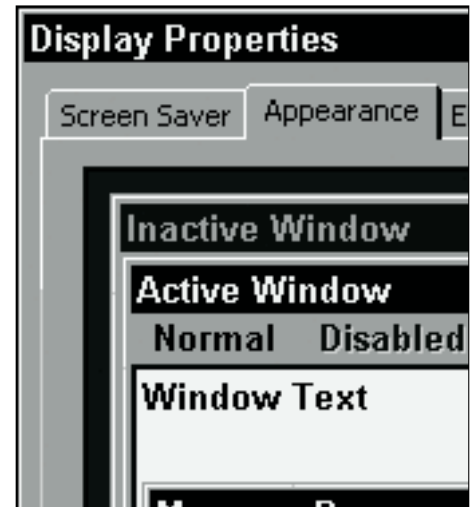 Display Properties
Screen Saver Appearance E
Inactive Window
Active Window
Normal Disabled
Window Text